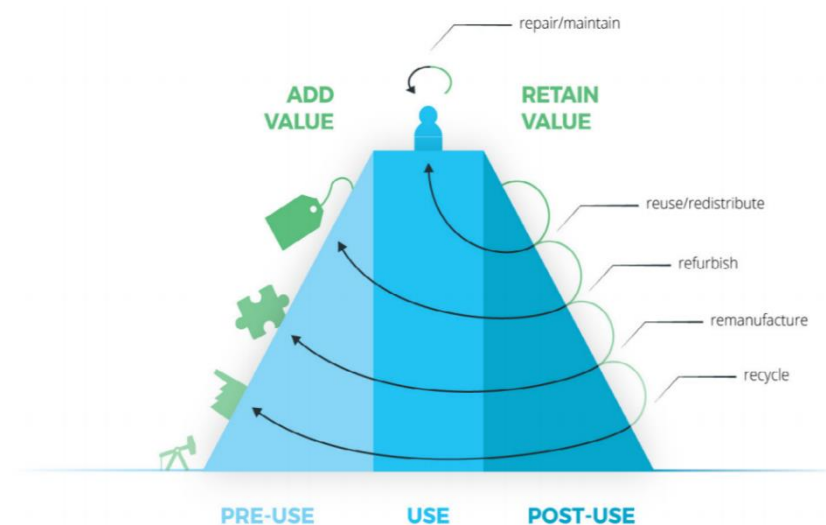 repair/maintain
ADD
VALUE
RETAIN
VALUE
reuse/redistribute
refurbish
remanufacture
recycle
PRE-USE
USE
POST-USE